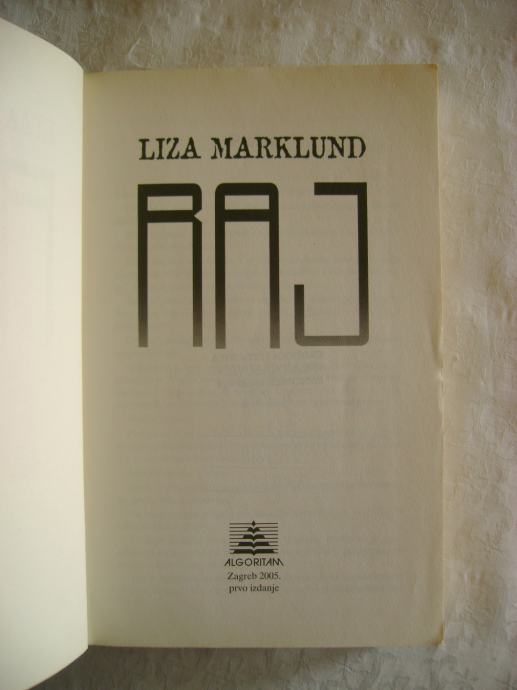 LIZA MARKLUND
RAJ
ALGORITAM
Zagreb 2005.
prvo izdanje